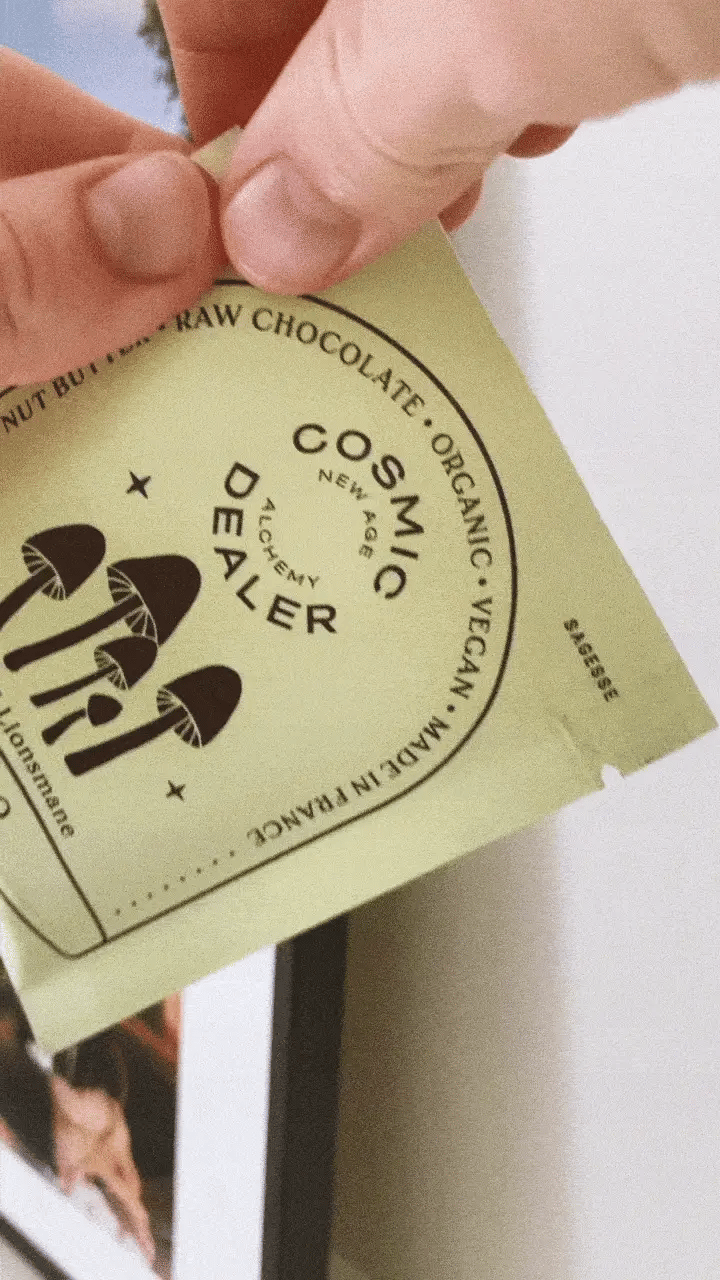 NUT BUTTER • RAW CHOCOLATE • ORGANIC • VEGAN • MADE IN FRANCE
COSMIC
DEALER
NEW AGE
ALCHEMY
SAGESSE
Lionsmane